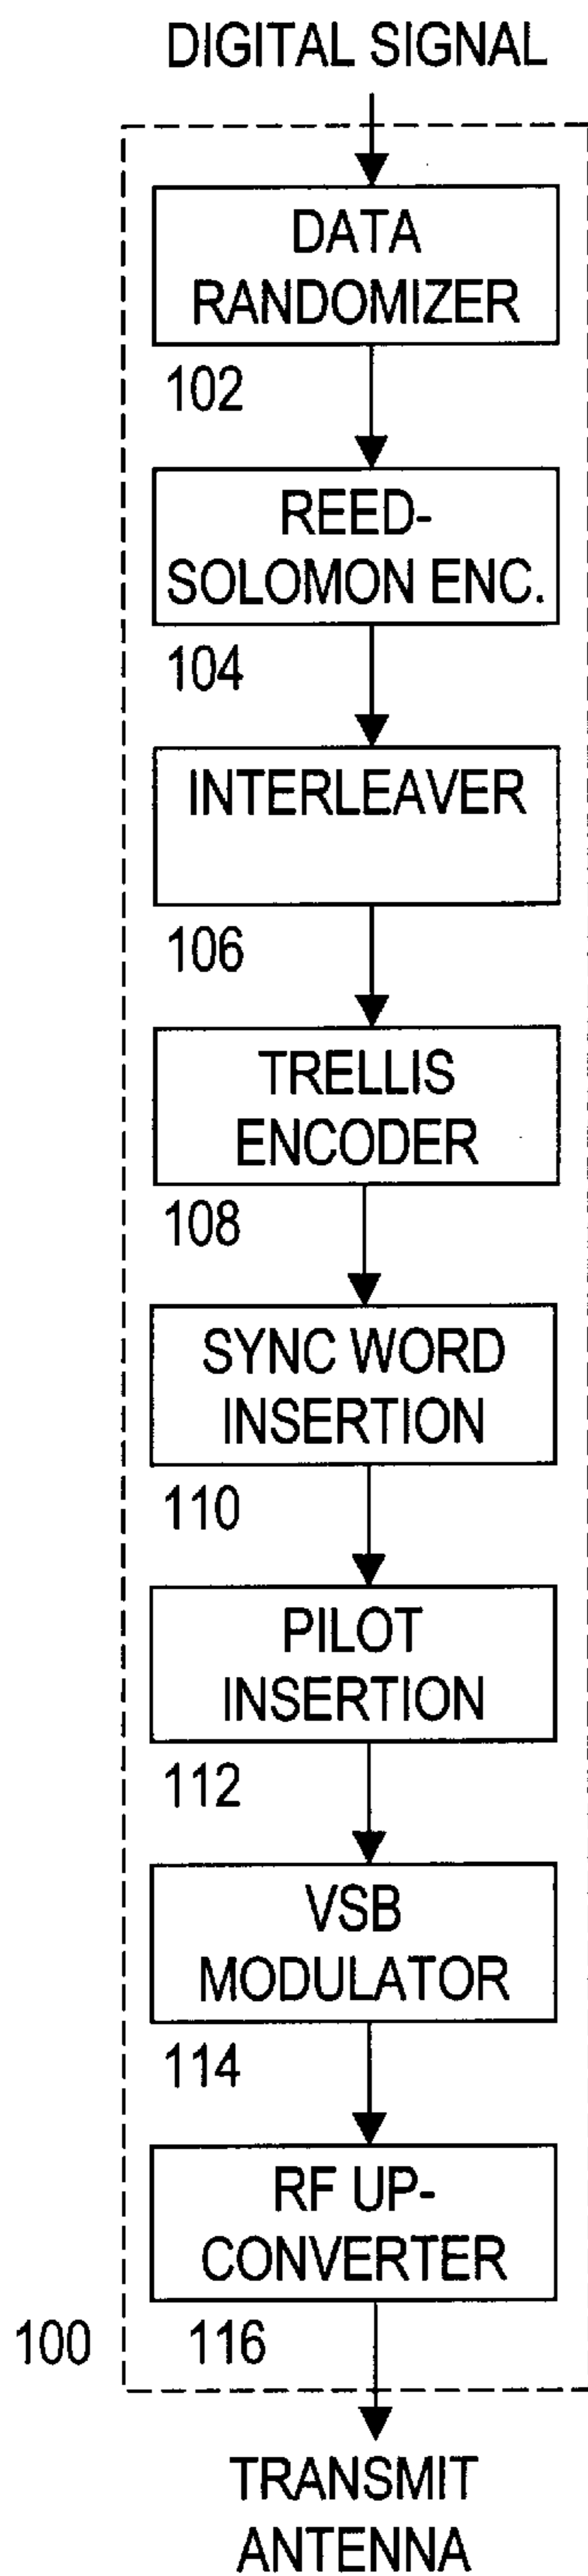 DIGITAL SIGNAL
DATA
RANDOMIZER
102
REED-
SOLOMON ENC.
104
INTERLEAVER
106
TRELLIS
ENCODER
108
SYNC WORD
INSERTION
110
PILOT
INSERTION
112
VSB
MODULATOR
114
RF UP-
CONVERTER
100
116
TRANSMIT
ANTENNA